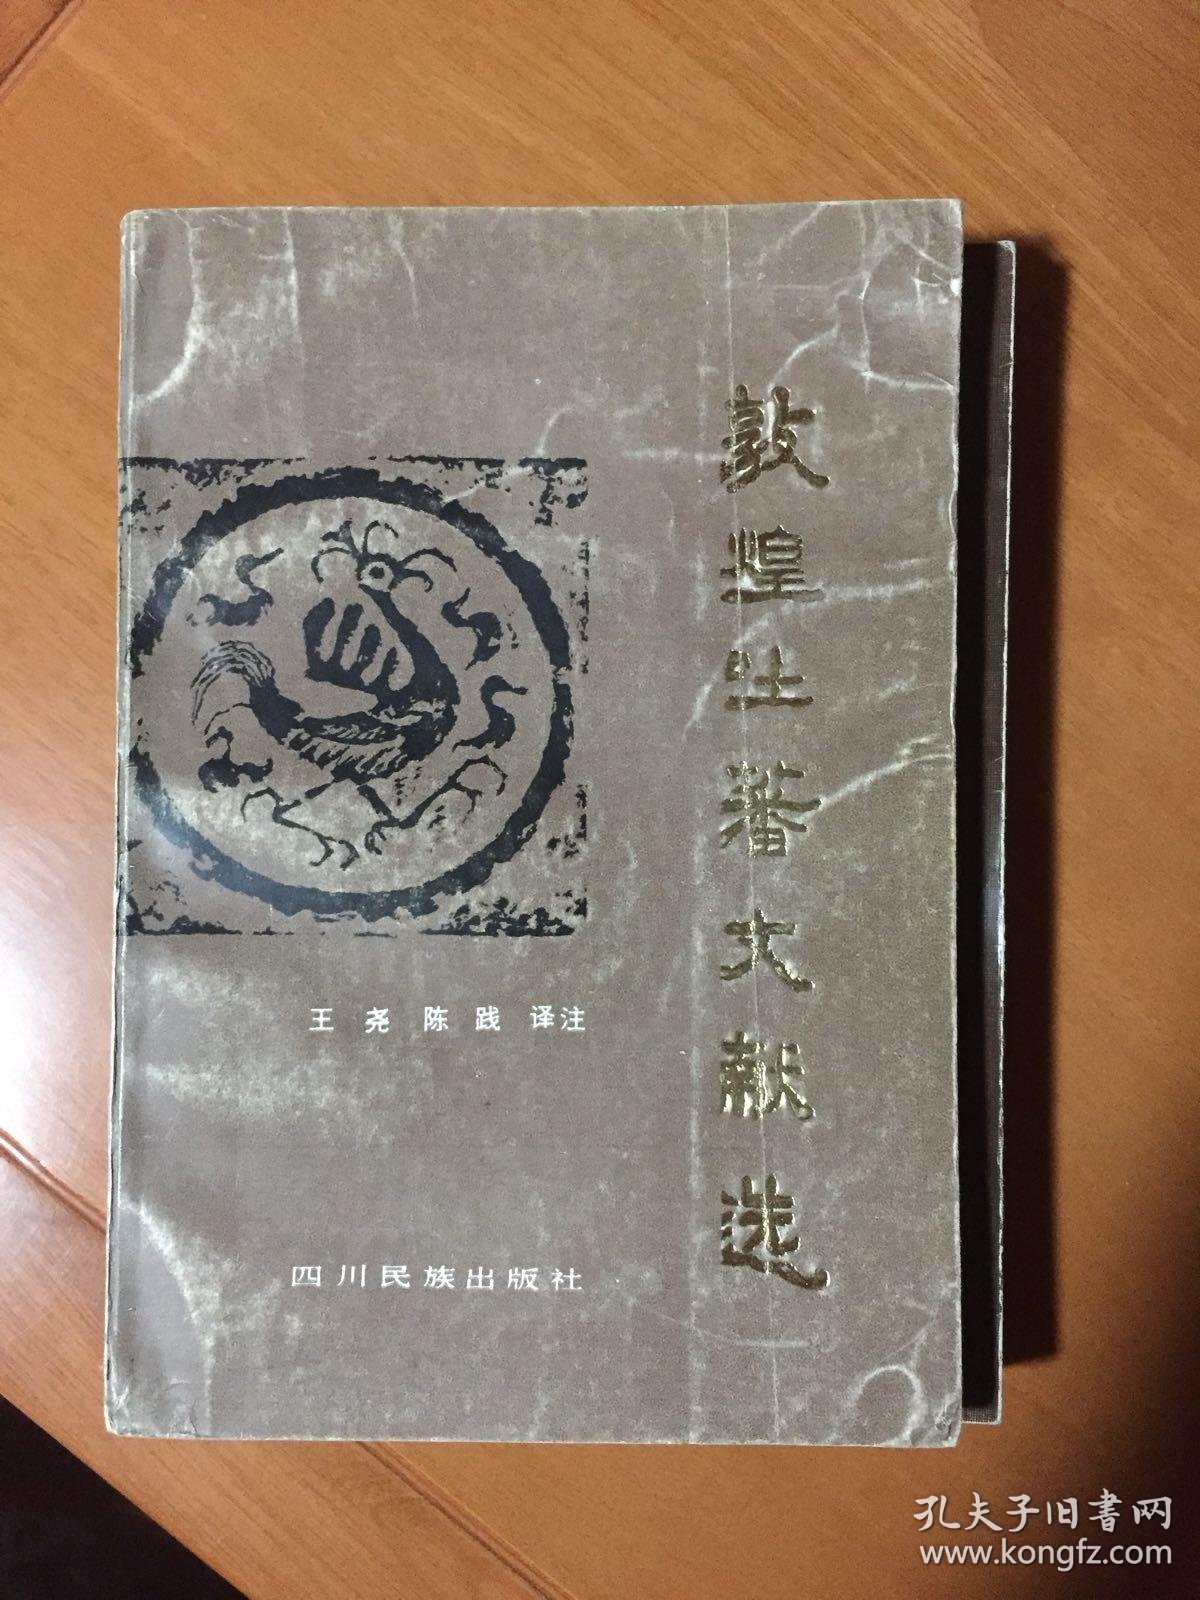 敦煌吐蕃文献选
王尧 陈践 译注
四川民族出版社
孔夫子旧书网
www.kongfz.com